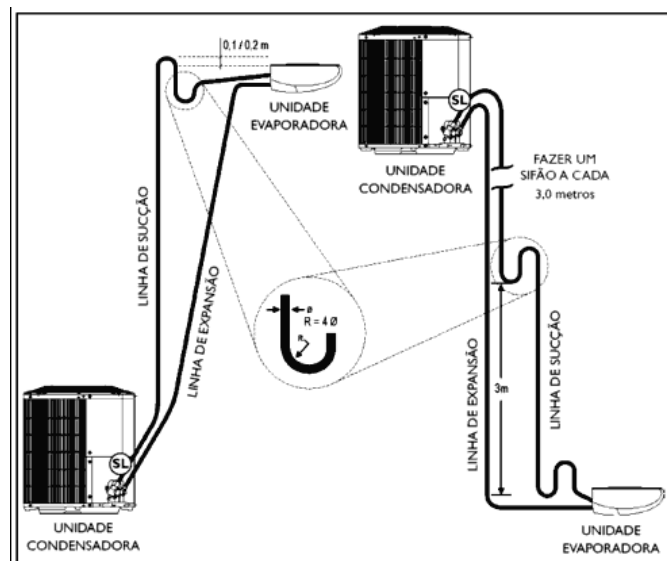 0,1 / 0,2 m
UNIDADE
EVAPORADORA
LINHA DE SUCÇÃO
LINHA DE EXPANSÃO
SL
UNIDADE
CONDENSADORA
SL
UNIDADE
CONDENSADORA
FAZER UM
SIFÃO A CADA
3,0 metros
ø
R = 4 Ø
R
LINHA DE EXPANSÃO
3m
LINHA DE SUCÇÃO
UNIDADE
EVAPORADORA